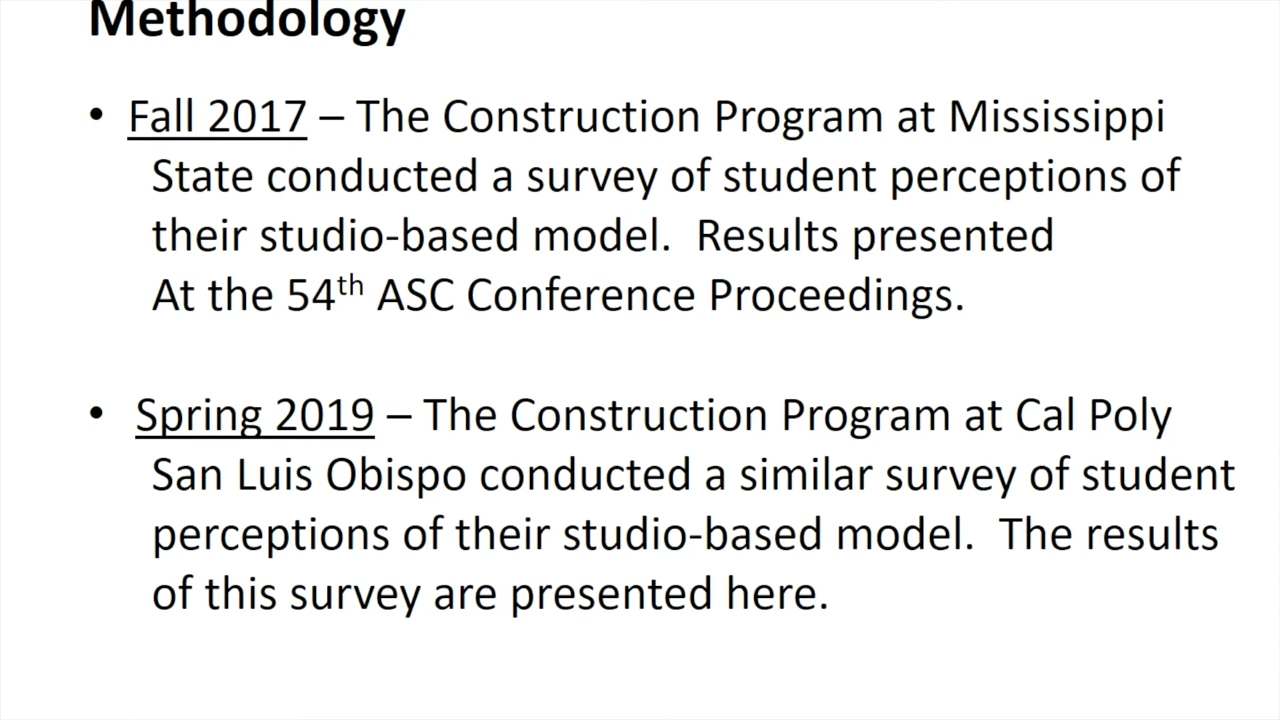 Methodology
• Fall 2017 – The Construction Program at Mississippi
State conducted a survey of student perceptions of
their studio-based model.  Results presented
At the 54th ASC Conference Proceedings.
• Spring 2019 – The Construction Program at Cal Poly
San Luis Obispo conducted a similar survey of student
perceptions of their studio-based model.  The results
of this survey are presented here.